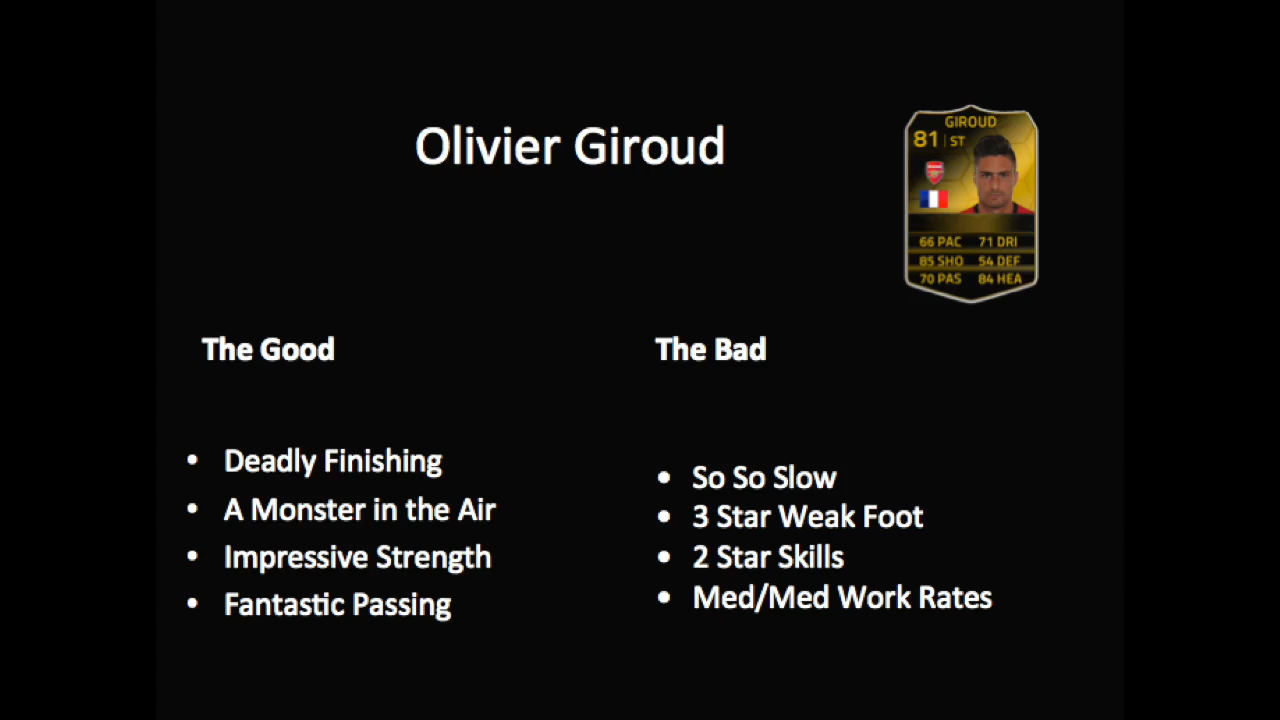 Olivier Giroud
GIROUD
81 ST
66 PAC 71 DRI
85 SHO 54 DEF
70 PAS 84 HEA
The Good
• Deadly Finishing
• A Monster in the Air
• Impressive Strength
• Fantastic Passing
The Bad
• So So Slow
• 3 Star Weak Foot
• 2 Star Skills
• Med/Med Work Rates